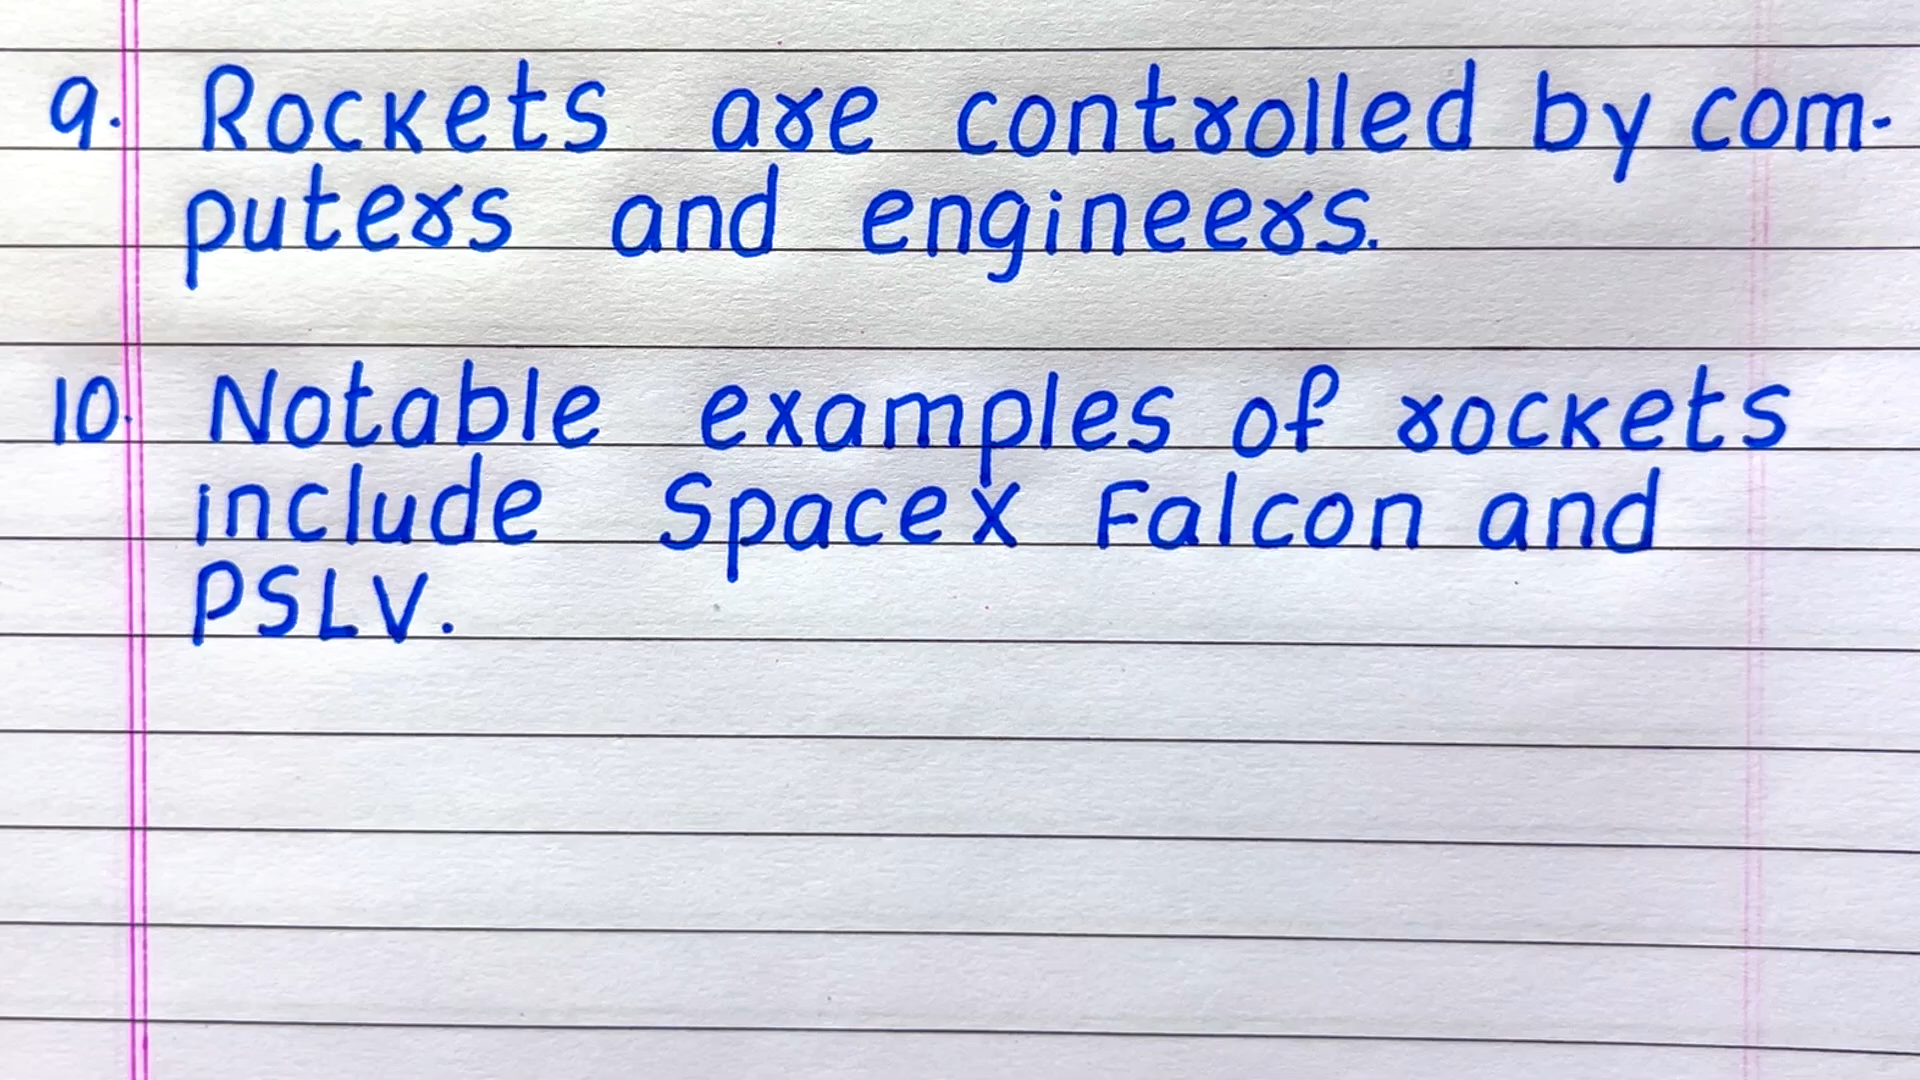 9. Rockets are controlled by com-
puters and engineers.
10. Notable examples of rockets
include SpaceX Falcon and
PSLV.